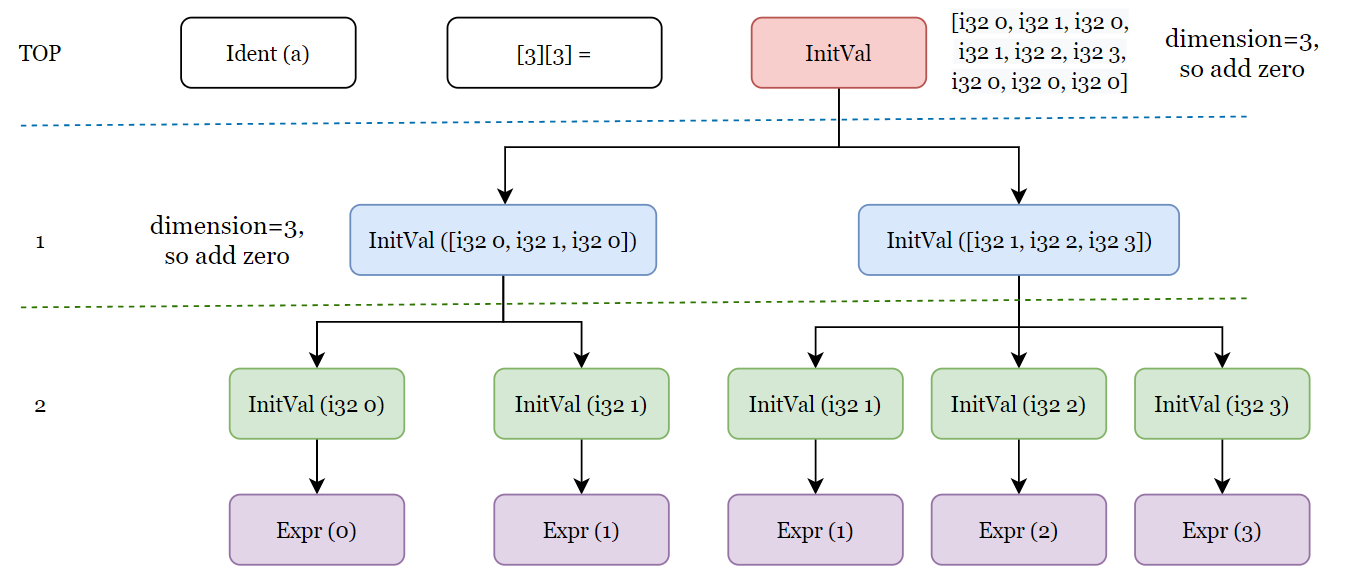 TOP
Ident (a)
[3][3] =
InitVal
[i32 0, i32 1, i32 0,
i32 1, i32 2, i32 3,
i32 0, i32 0, i32 0]
dimension=3,
so add zero
1
dimension=3,
so add zero
InitVal ([i32 0, i32 1, i32 0])
InitVal ([i32 1, i32 2, i32 3])
2
InitVal (i32 0)
InitVal (i32 1)
InitVal (i32 1)
InitVal (i32 2)
InitVal (i32 3)
Expr (0)
Expr (1)
Expr (1)
Expr (2)
Expr (3)